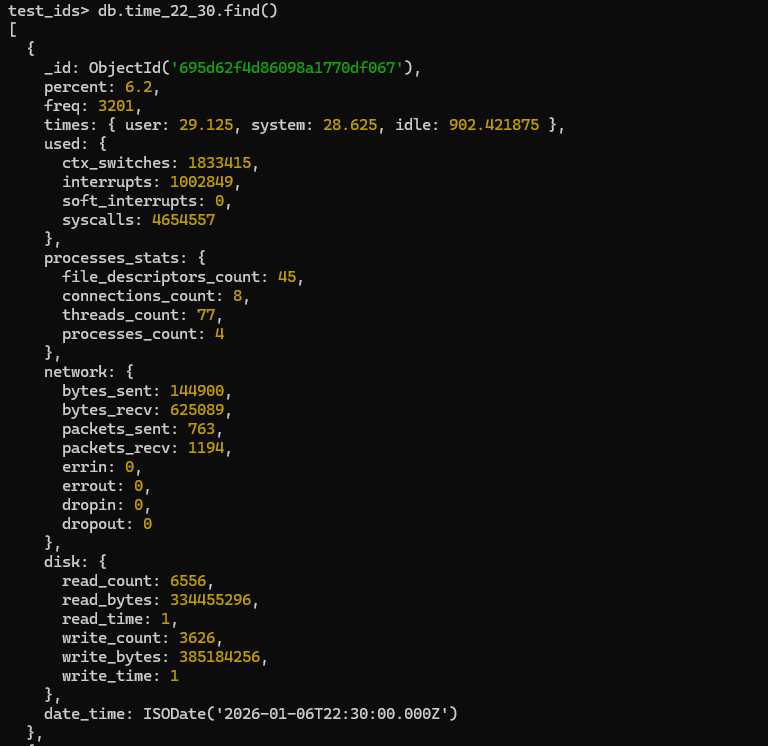 test_ids> db.time_22_30.find()
[
  {
    _id: ObjectId('695d62f4d86098a1770df067'),
    percent: 6.2,
    freq: 3201,
    times: { user: 29.125, system: 28.625, idle: 902.421875 },
    used: {
      ctx_switches: 1833415,
      interrupts: 1002849,
      soft_interrupts: 0,
      syscalls: 4654557
    },
    processes_stats: {
      file_descriptors_count: 45,
      connections_count: 8,
      threads_count: 77,
      processes_count: 4
    },
    network: {
      bytes_sent: 144900,
      bytes_recv: 625089,
      packets_sent: 763,
      packets_recv: 1194,
      errin: 0,
      errout: 0,
      dropin: 0,
      dropout: 0
    },
    disk: {
      read_count: 6556,
      read_bytes: 334455296,
      read_time: 1,
      write_count: 3626,
      write_bytes: 385184256,
      write_time: 1
    },
    date_time: ISODate('2026-01-06T22:30:00.000Z')
  },